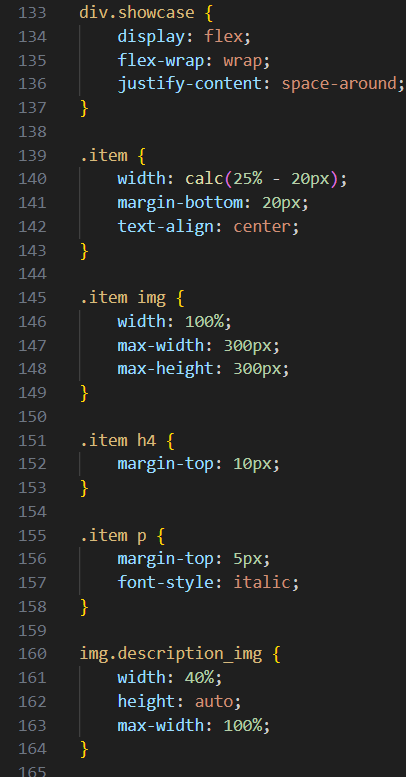 133 div.showcase {
134     display: flex;
135     flex-wrap: wrap;
136     justify-content: space-around;
137 }
138
139 .item {
140     width: calc(25% - 20px);
141     margin-bottom: 20px;
142     text-align: center;
143 }
144
145 .item img {
146     width: 100%;
147     max-width: 300px;
148     max-height: 300px;
149 }
150
151 .item h4 {
152     margin-top: 10px;
153 }
154
155 .item p {
156     margin-top: 5px;
157     font-style: italic;
158 }
159
160 img.description_img {
161     width: 40%;
162     height: auto;
163     max-width: 100%;
164 }
165